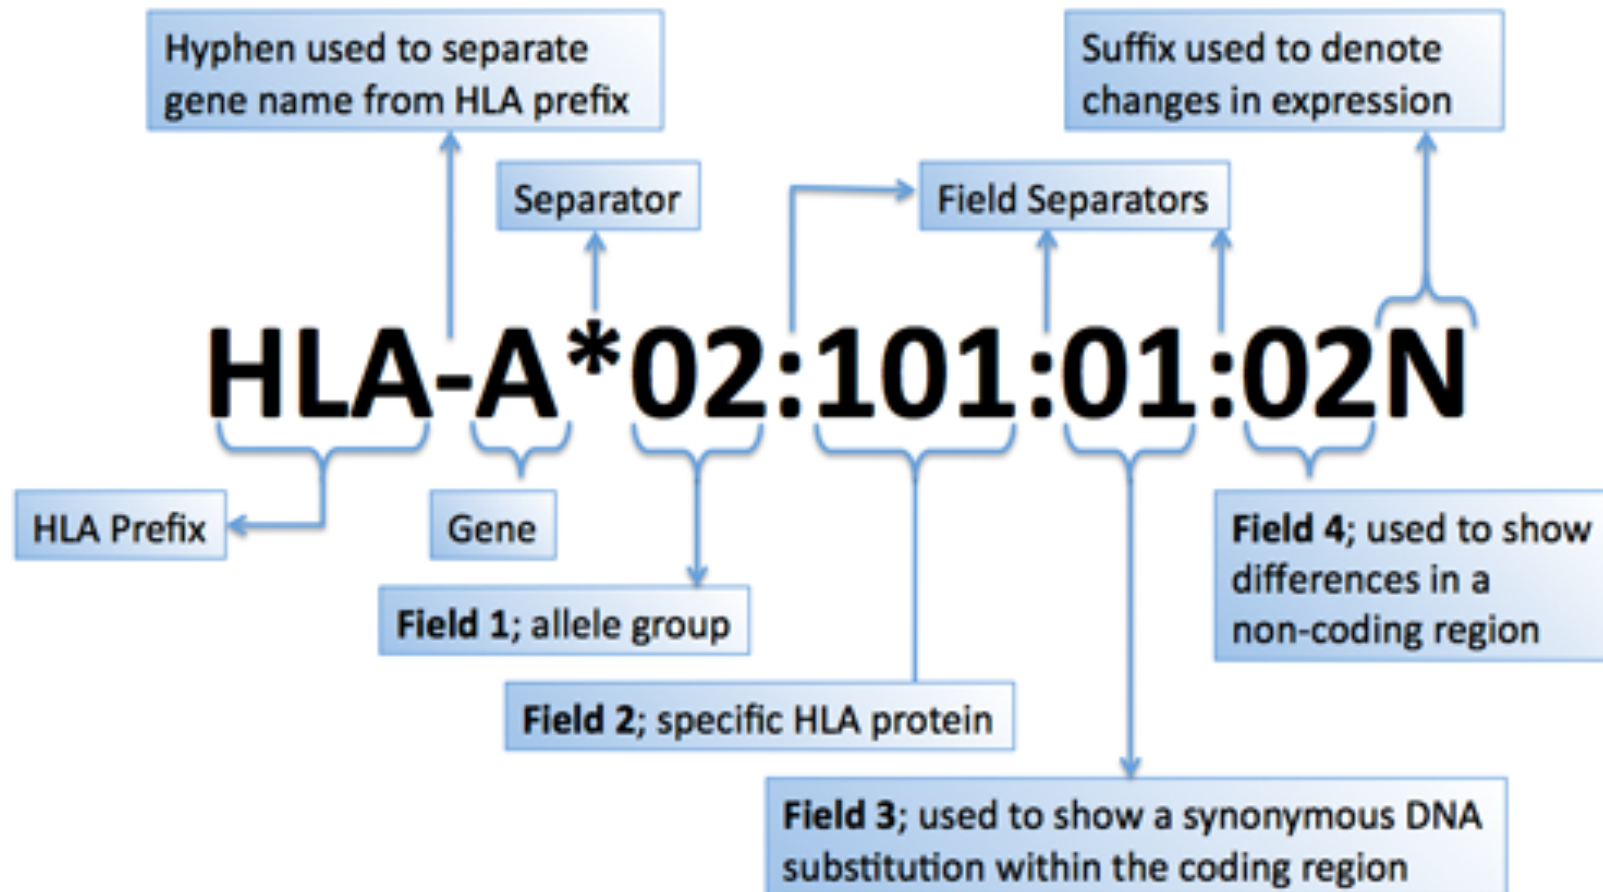 Hyphen used to separate
gene name from HLA prefix
Suffix used to denote
changes in expression
Separator
Field Separators
HLA-A*02:101:01:02N
HLA Prefix
Gene
Field 4; used to show
differences in a
non-coding region
Field 1; allele group
Field 2; specific HLA protein
Field 3; used to show a synonymous DNA
substitution within the coding region